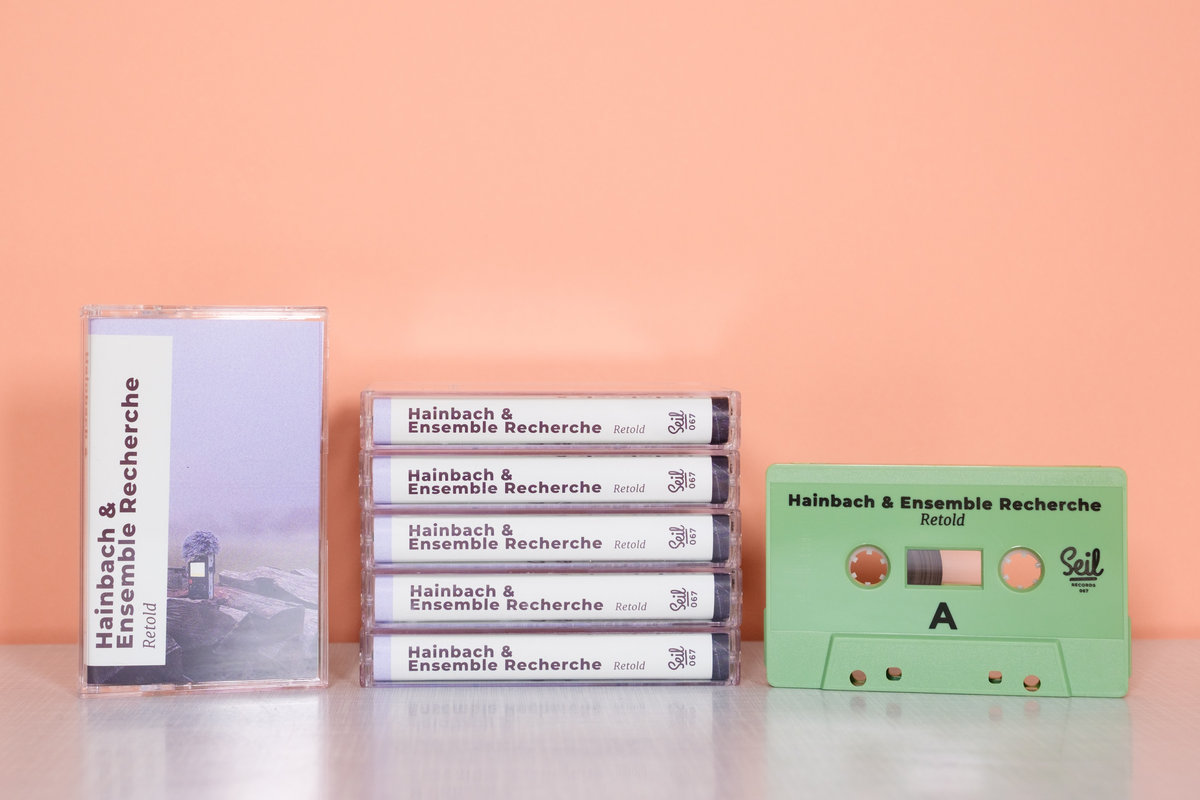 Hainbach &
Ensemble Recherche
Retold
Hainbach &
Ensemble Recherche Retold
Seil
067
Hainbach &
Ensemble Recherche Retold
Seil
067
Hainbach &
Ensemble Recherche Retold
Seil
067
Hainbach &
Ensemble Recherche Retold
Seil
067
Hainbach &
Ensemble Recherche Retold
Seil
067
Hainbach & Ensemble Recherche
Retold
Seil
RECORDS
067
A